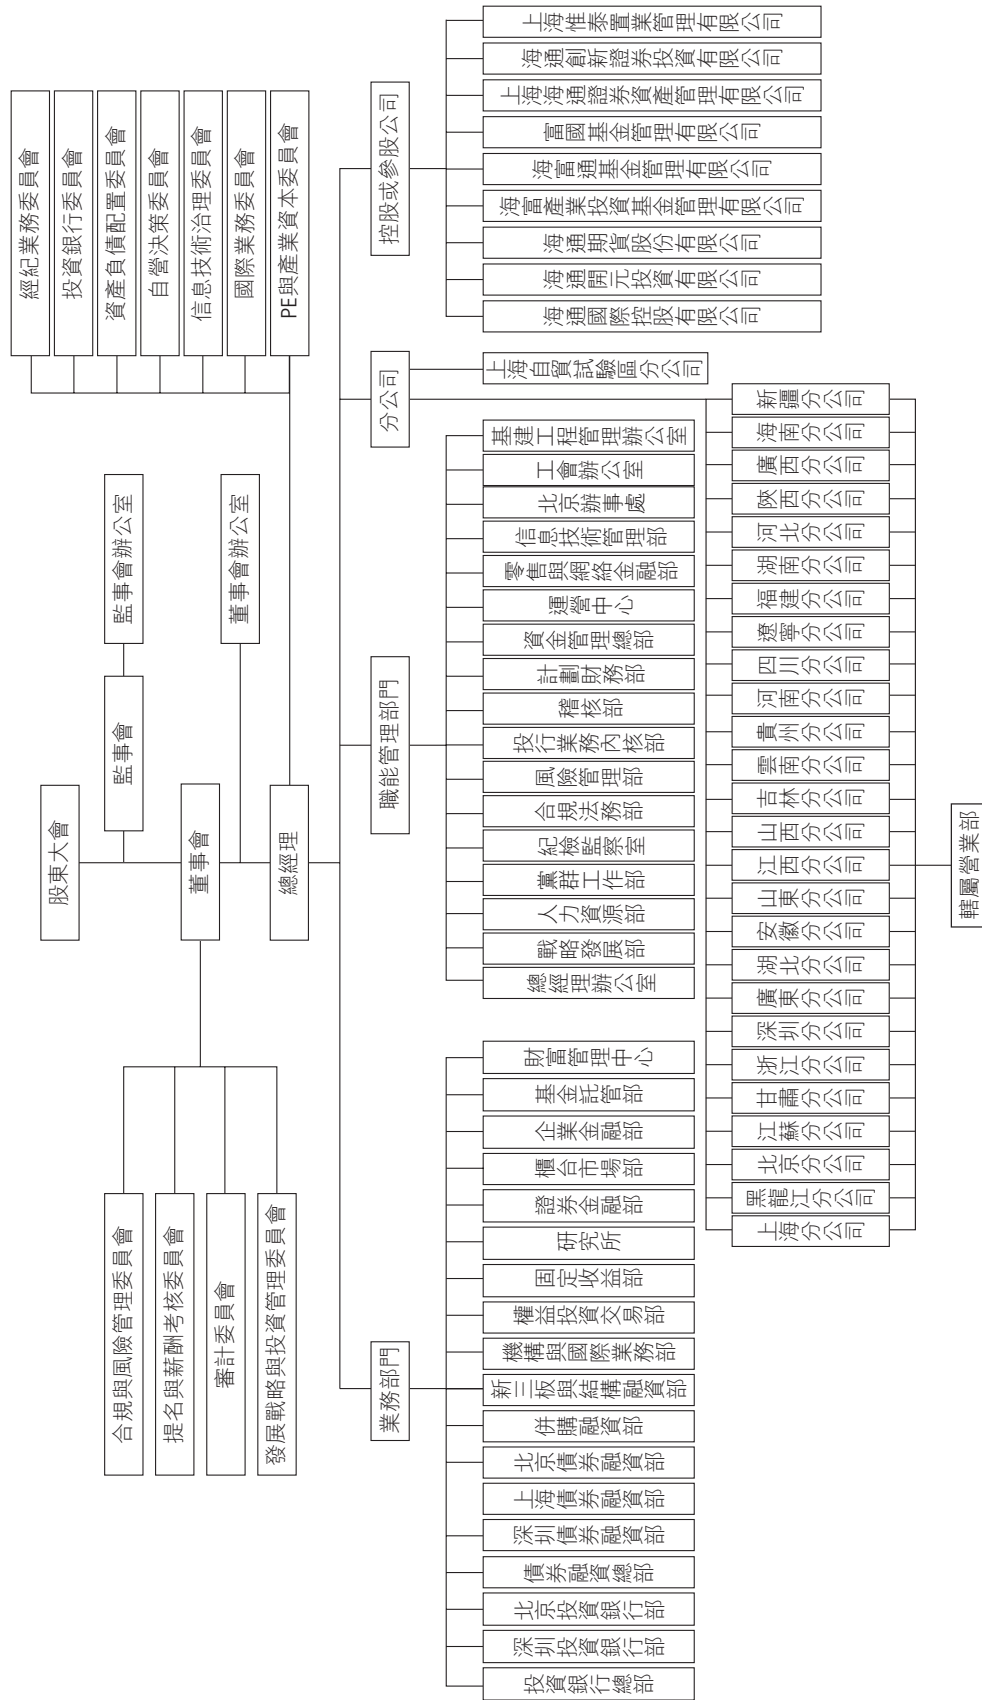 股東大會
監事會
監事會辦公室
董事會
董事會辦公室
總經理
合規與風險管理委員會
提名與薪酬考核委員會
審計委員會
發展戰略與投資管理委員會
經紀業務委員會
投資銀行委員會
資產負債配置委員會
自營決策委員會
信息技術治理委員會
國際業務委員會
PE與產業資本委員會
業務部門
職能管理部門
分公司
控股或參股公司
投資銀行總部
深圳投資銀行部
北京投資銀行部
債券融資總部
深圳債券融資部
上海債券融資部
北京債券融資部
併購融資部
新三板與結構融資部
機構與國際業務部
權益投資交易部
固定收益部
研究所
證券金融部
櫃台市場部
企業金融部
基金託管部
財富管理中心
總經理辦公室
戰略發展部
人力資源部
黨群工作部
紀檢監察室
合規法務部
風險管理部
投行業務內核部
稽核部
計劃財務部
資金管理總部
運營中心
零售與網絡金融部
信息技術管理部
北京辦事處
工會辦公室
基建工程管理辦公室
上海自貿試驗區分公司
海通國際控股有限公司
海通開元投資有限公司
海通期貨股份有限公司
海富產業投資基金管理有限公司
海富通基金管理有限公司
富國基金管理有限公司
上海海通證券資產管理有限公司
海通創新證券投資有限公司
上海惟泰置業管理有限公司
上海分公司
黑龍江分公司
北京分公司
江蘇分公司
甘肅分公司
浙江分公司
深圳分公司
廣東分公司
湖北分公司
安徽分公司
山東分公司
江西分公司
山西分公司
吉林分公司
雲南分公司
貴州分公司
河南分公司
四川分公司
遼寧分公司
福建分公司
湖南分公司
河北分公司
陝西分公司
廣西分公司
海南分公司
新疆分公司
轄屬營業部